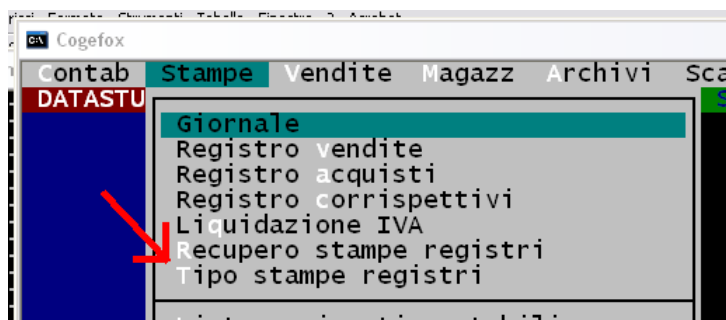 Cogefox
Contab Stampe Vendite Magazz Archivi Sca
DATASTU
Giornale
Registro vendite
Registro acquisti
Registro corrispettivi
Liquidazione IVA
Recupero stampe registri
Tipo stampe registri